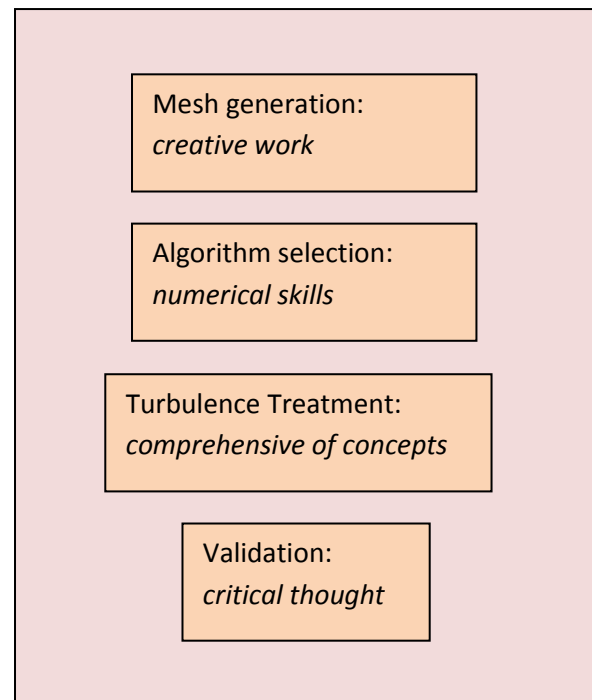 Mesh generation:
creative work
Algorithm selection:
numerical skills
Turbulence Treatment:
comprehensive of concepts
Validation:
critical thought